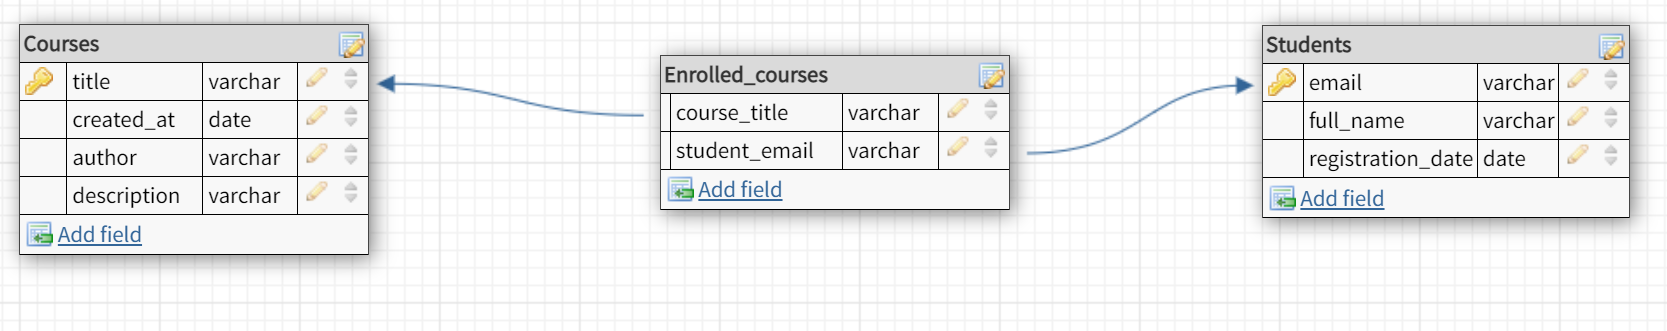 Courses
title varchar
created_at date
author varchar
description varchar
Add field
Enrolled_courses
course_title varchar
student_email varchar
Add field
Students
email varchar
full_name varchar
registration_date date
Add field